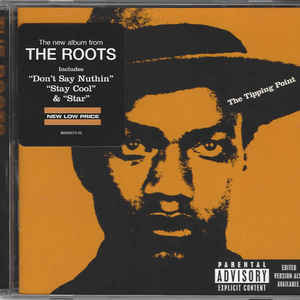 The new album from
THE ROOTS
Includes
"Don't Say Nuthin"
"Stay Cool"
& "Star"
NEW LOW PRICE
The Tipping Point
PARENTAL
ADVISORY
EXPLICIT CONTENT
EDITED
VERSION ALSO
AVAILABLE